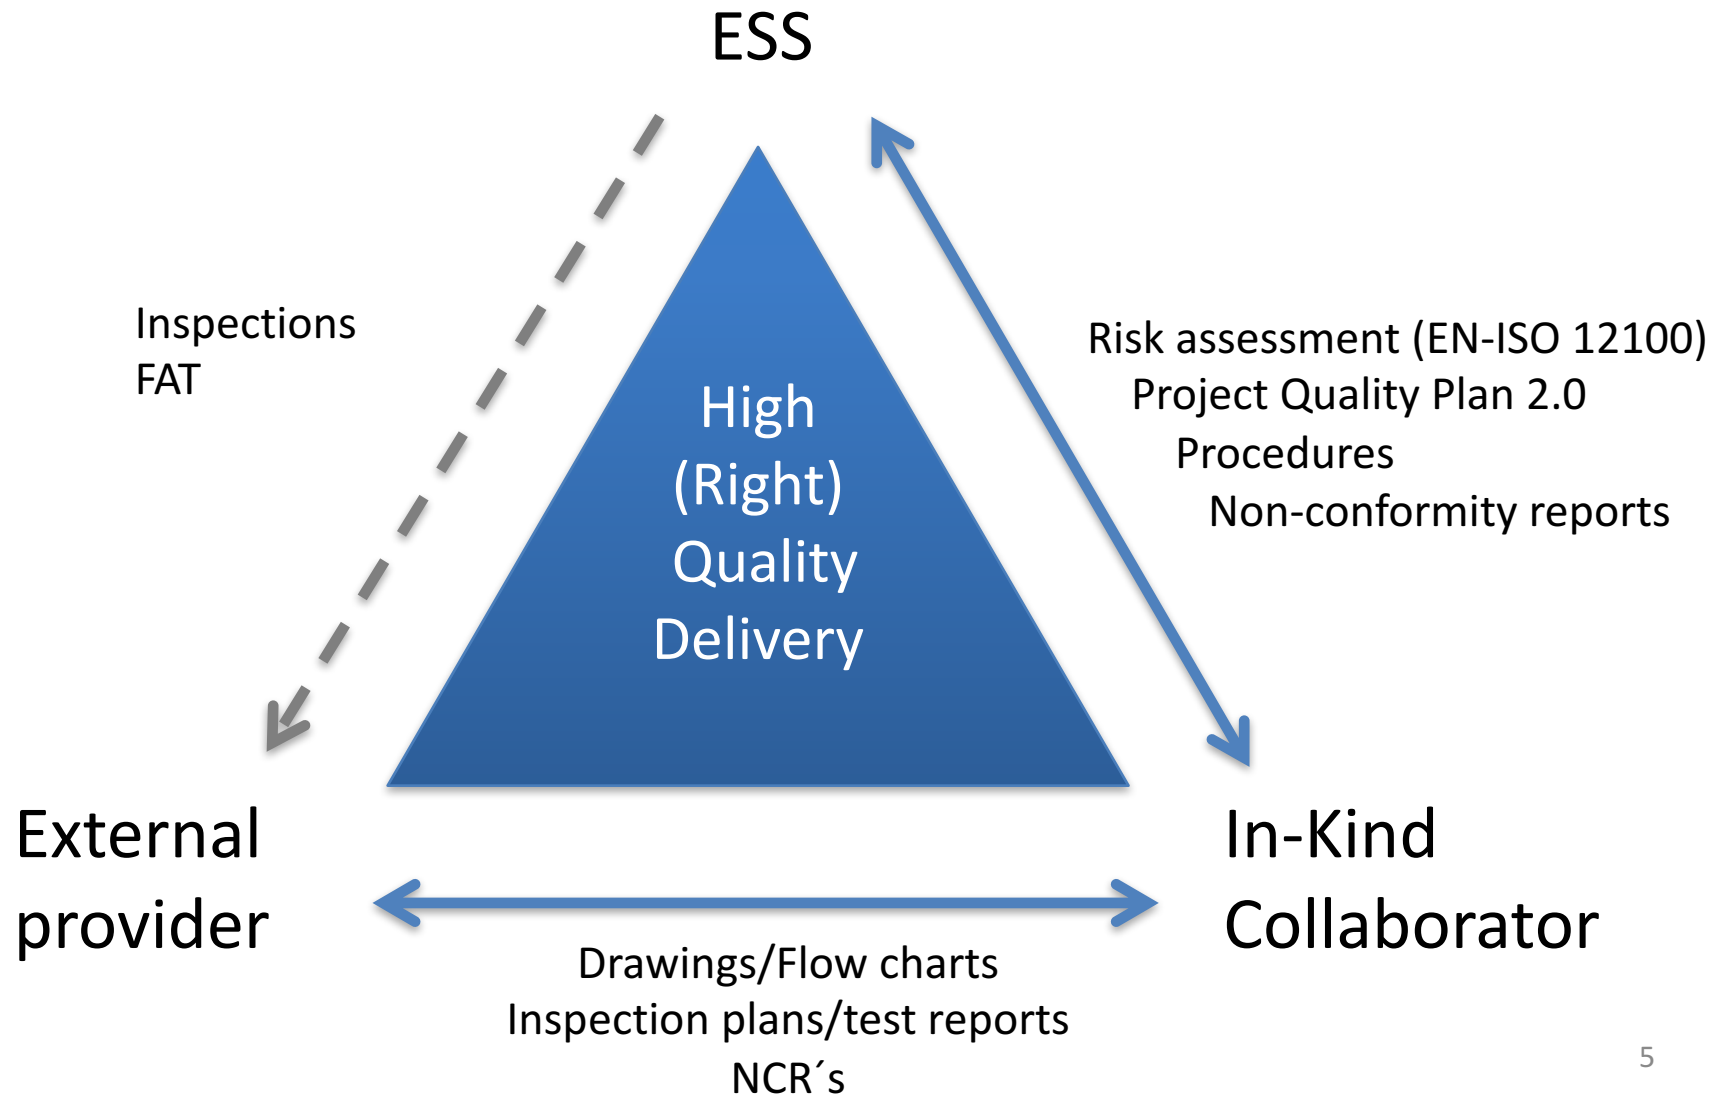 ESS
Inspections
FAT
Risk assessment (EN-ISO 12100)
Project Quality Plan 2.0
Procedures
Non-conformity reports
High
(Right)
Quality
Delivery
External
provider
In-Kind
Collaborator
Drawings/Flow charts
Inspection plans/test reports
NCR´s
5